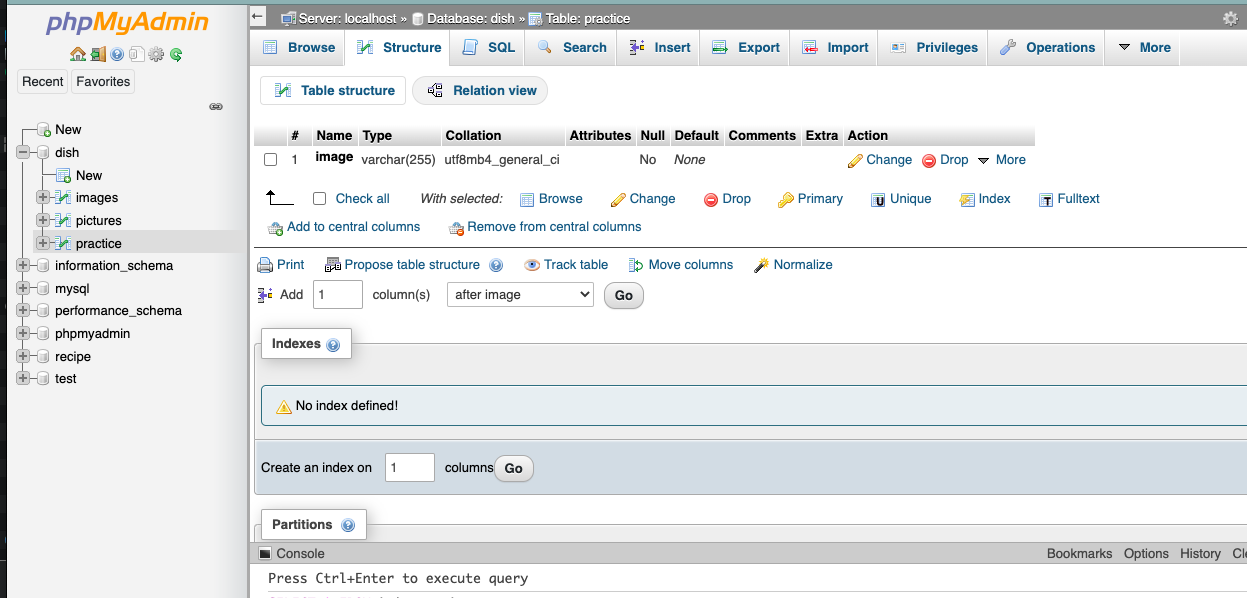 phpMyAdmin
Recent Favorites
New
dish
New
images
pictures
practice
information_schema
mysql
performance_schema
phpmyadmin
recipe
test
Server: localhost » Database: dish » Table: practice
Browse Structure SQL Search Insert Export Import Privileges Operations More
Table structure Relation view
# Name Type Collation Attributes Null Default Comments Extra Action
1 image varchar(255) utf8mb4_general_ci No None Change Drop More
Check all With selected: Browse Change Drop Primary Unique Index Fulltext
Add to central columns Remove from central columns
Print Propose table structure Track table Move columns Normalize
Add 1 column(s) after image Go
Indexes
No index defined!
Create an index on 1 columns Go
Partitions
Console Bookmarks Options History Cle
Press Ctrl+Enter to execute query